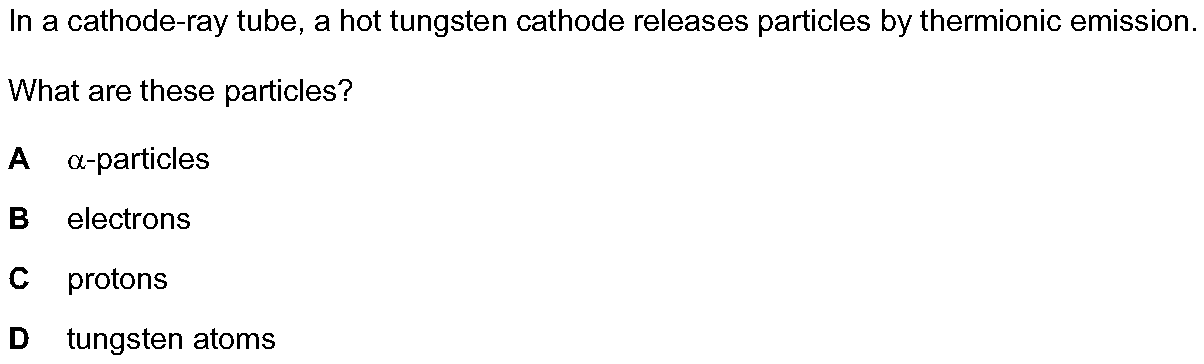 In a cathode-ray tube, a hot tungsten cathode releases particles by thermionic emission.
What are these particles?
A α-particles
B electrons
C protons
D tungsten atoms